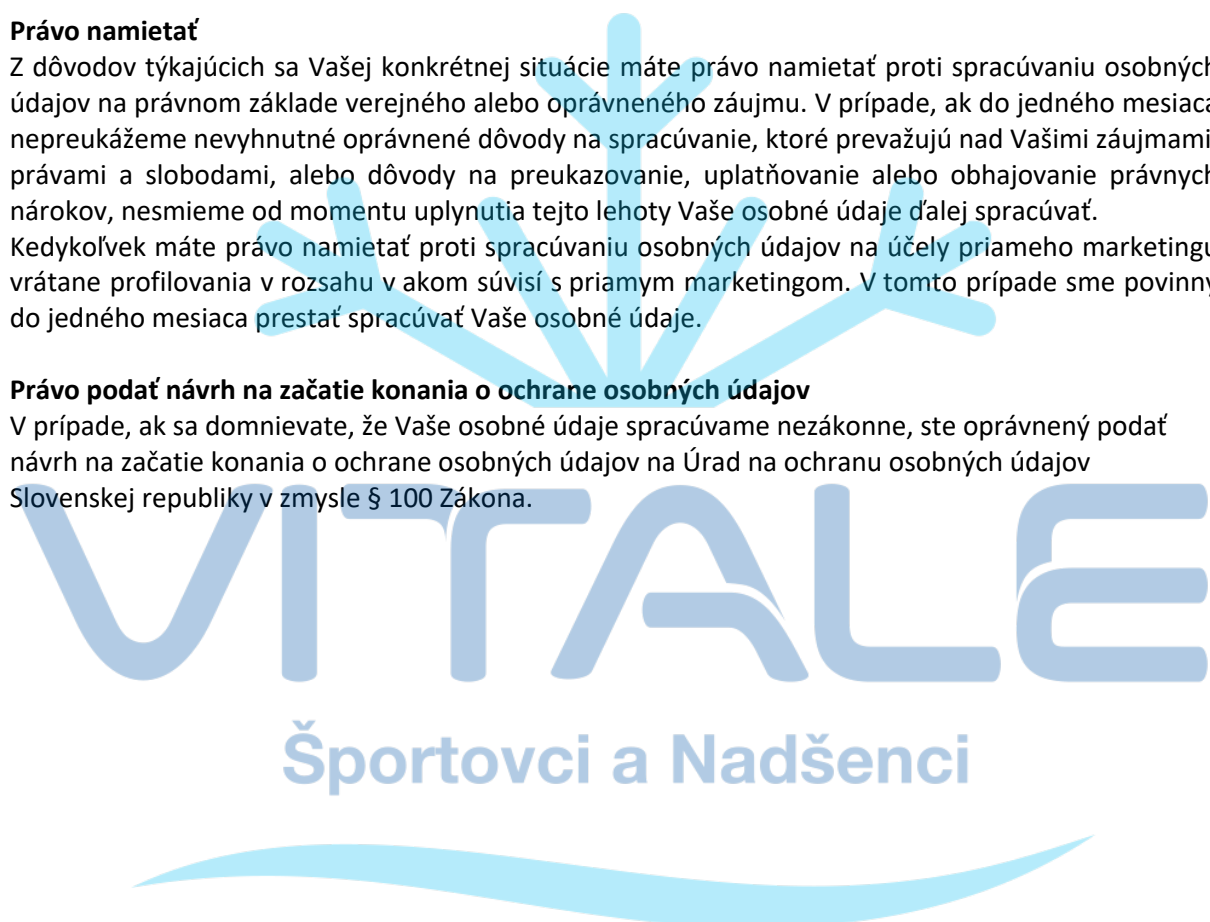 Právo namietať
Z dôvodov týkajúcich sa Vašej konkrétnej situácie máte právo namietať proti spracúvaniu osobných
údajov na právnom základe verejného alebo oprávneného záujmu. V prípade, ak do jedného mesiaca
nepreukážeme nevyhnutné oprávnené dôvody na spracúvanie, ktoré prevažujú nad Vašimi záujmami
právami a slobodami, alebo dôvody na preukazovanie, uplatňovanie alebo obhajovanie právnych
nárokov, nesmieme od momentu uplynutia tejto lehoty Vaše osobné údaje ďalej spracúvať.
Kedykoľvek máte právo namietať proti spracúvaniu osobných údajov na účely priameho marketingu
vrátane profilovania v rozsahu v akom súvisí s priamym marketingom. V tomto prípade sme povinný
do jedného mesiaca prestať spracúvať Vaše osobné údaje.
Právo podať návrh na začatie konania o ochrane osobných údajov
V prípade, ak sa domnievate, že Vaše osobné údaje spracúvame nezákonne, ste oprávnený podať
návrh na začatie konania o ochrane osobných údajov na Úrad na ochranu osobných údajov
Slovenskej republiky v zmysle § 100 Zákona.
VITALE
Športovci a Nadšenci